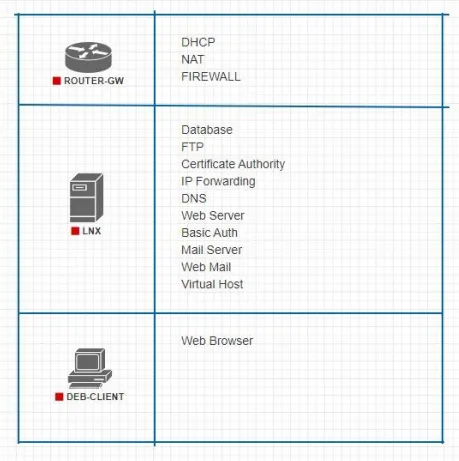 ROUTER-GW
DHCP
NAT
FIREWALL
LNX
Database
FTP
Certificate Authority
IP Forwarding
DNS
Web Server
Basic Auth
Mail Server
Web Mail
Virtual Host
DEB-CLIENT
Web Browser